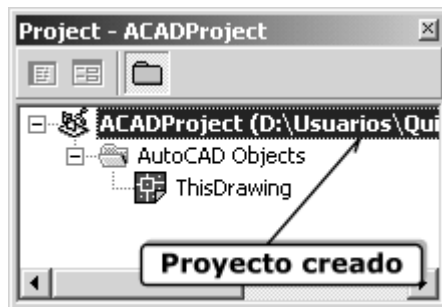 Project - ACADProject
ACADProject (D:\Usuarios\Qui
AutoCAD Objects
ThisDrawing
Proyecto creado